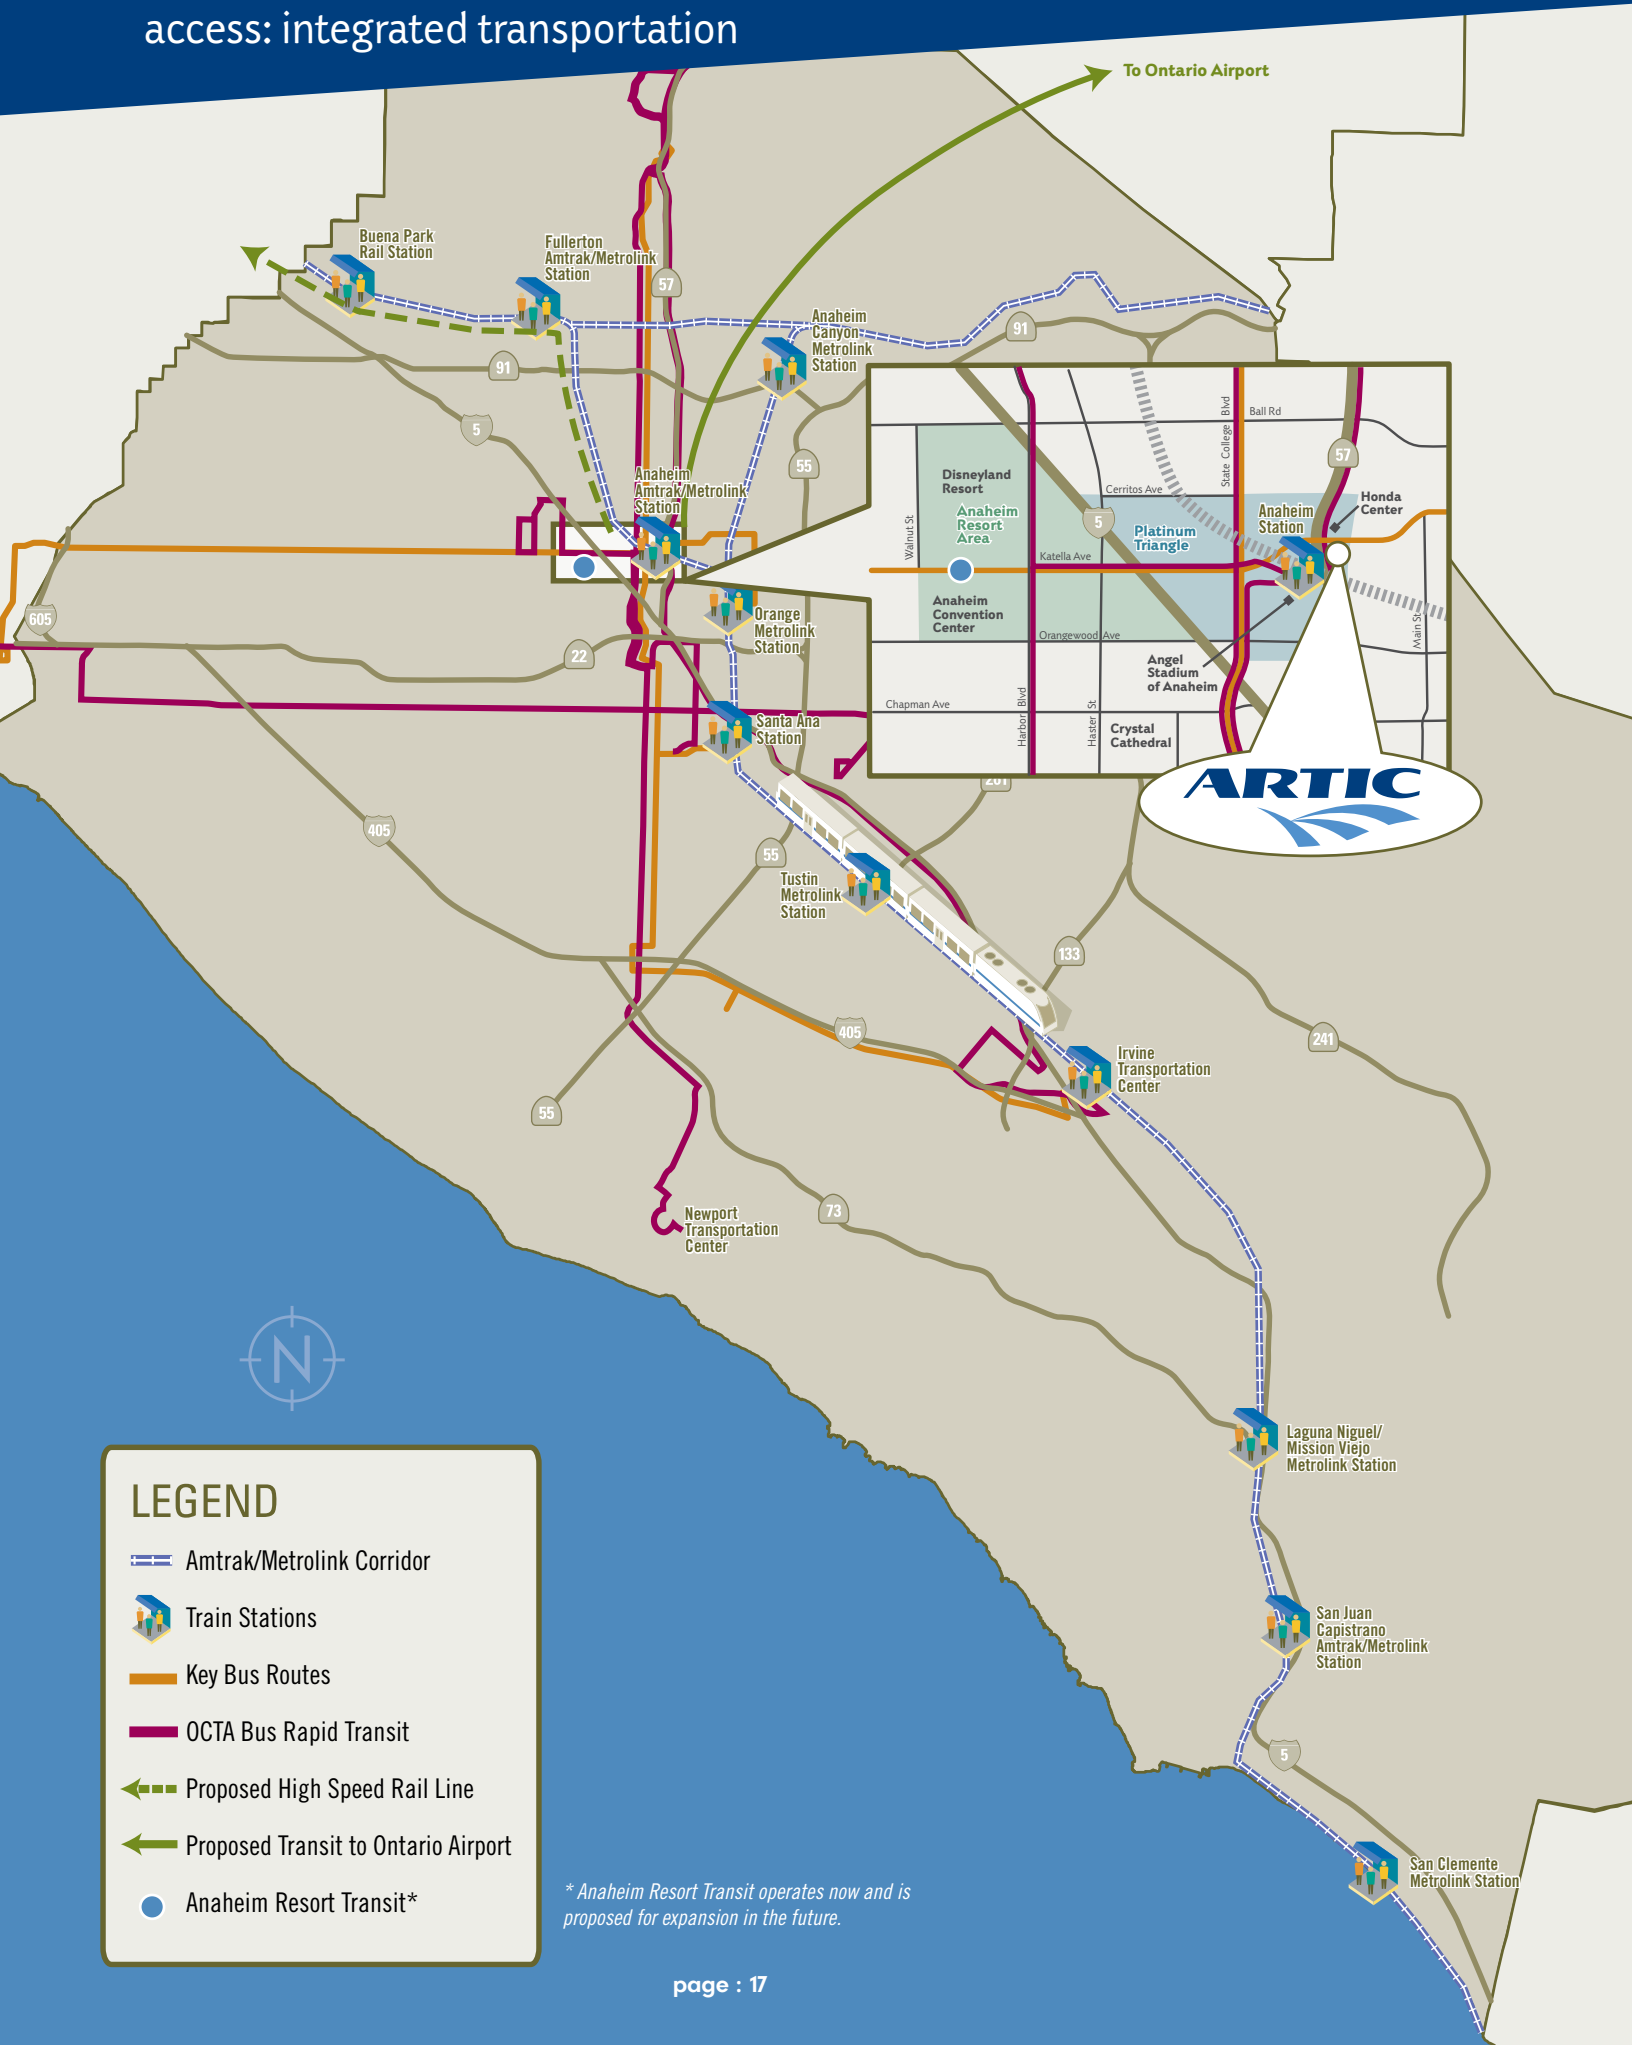 access: integrated transportation
To Ontario Airport
Buena Park
Rail Station
Fullerton
Amtrak/Metrolink
Station
57
Anaheim
Canyon
Metrolink
Station
91
91
5
55
Anaheim
Amtrak/Metrolink
Station
605
22
Orange
Metrolink
Station
Santa Ana
Station
Ball Rd
State College Blvd
57
Disneyland
Resort
Cerritos Ave
Honda
Center
Anaheim
Resort
Area
Walnut St
5
Platinum
Triangle
Anaheim
Station
Katella Ave
Anaheim
Convention
Center
Orangewood Ave
Main St
Angel
Stadium
of Anaheim
Chapman Ave
Harbor Blvd
Haster St
Crystal
Cathedral
ARTIC
261
405
55
Tustin
Metrolink
Station
133
405
241
Irvine
Transportation
Center
55
73
Newport
Transportation
Center
N
Laguna Niguel/
Mission Viejo
Metrolink Station
San Juan
Capistrano
Amtrak/Metrolink
Station
5
San Clemente
Metrolink Station
LEGEND
Amtrak/Metrolink Corridor
Train Stations
Key Bus Routes
OCTA Bus Rapid Transit
Proposed High Speed Rail Line
Proposed Transit to Ontario Airport
Anaheim Resort Transit*
* Anaheim Resort Transit operates now and is
proposed for expansion in the future.
page : 17